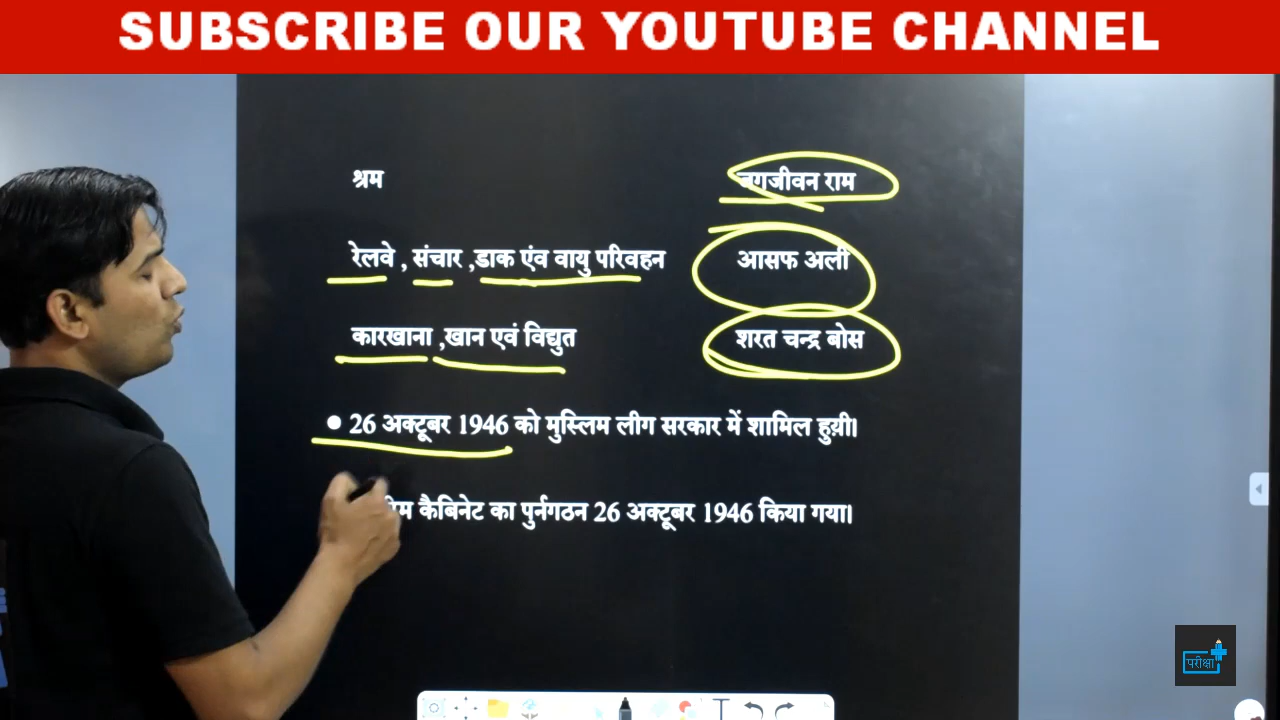 SUBSCRIBE OUR YOUTUBE CHANNEL
श्रम जगजीवन राम
रेलवे , संचार ,डाक एंव वायु परिवहन आसफ अली
कारखाना ,खान एवं विद्युत शरत चन्द्र बोस
● 26 अक्टूबर 1946 को मुस्लिम लीग सरकार में शामिल हुयी।
कैबिनेट का पुर्नगठन 26 अक्टूबर 1946 किया गया।
परीक्षा